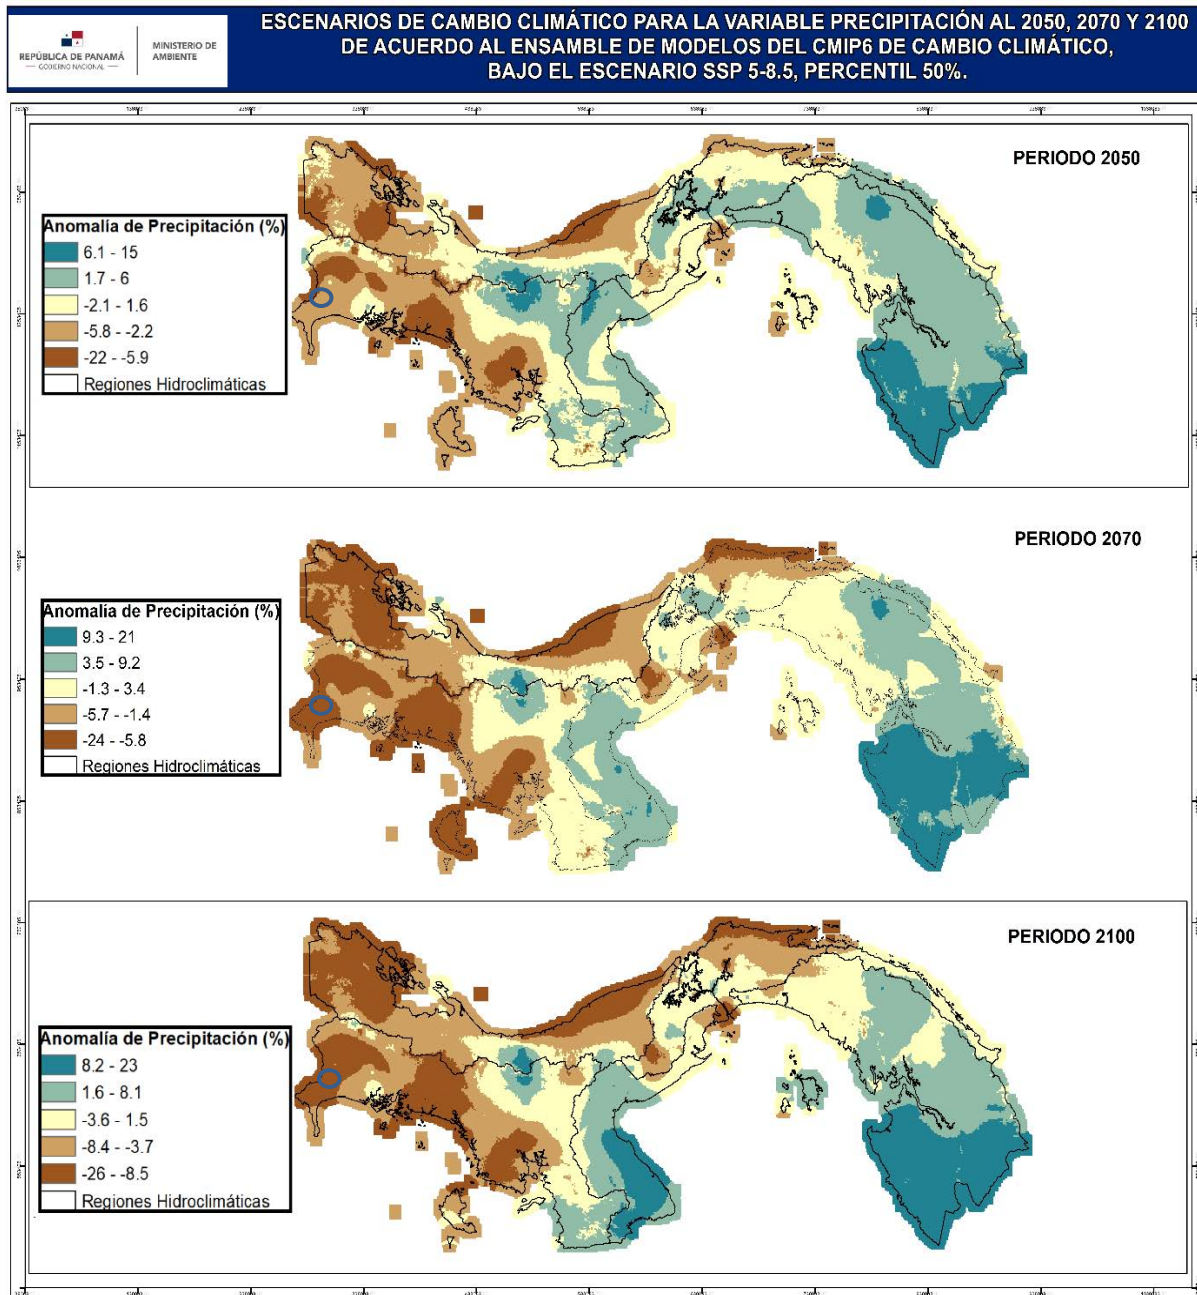 REPÚBLICA DE PANAMÁ
— GOBIERNO NACIONAL —
MINISTERIO DE
AMBIENTE
ESCENARIOS DE CAMBIO CLIMÁTICO PARA LA VARIABLE PRECIPITACIÓN AL 2050, 2070 Y 2100
DE ACUERDO AL ENSAMBLE DE MODELOS DEL CMIP6 DE CAMBIO CLIMÁTICO,
BAJO EL ESCENARIO SSP 5-8.5, PERCENTIL 50%.
PERIODO 2050
Anomalía de Precipitación (%)
6.1 - 15
1.7 - 6
-2.1 - 1.6
-5.8 - -2.2
-22 - -5.9
Regiones Hidroclimáticas
PERIODO 2070
Anomalía de Precipitación (%)
9.3 - 21
3.5 - 9.2
-1.3 - 3.4
-5.7 - -1.4
-24 - -5.8
Regiones Hidroclimáticas
PERIODO 2100
Anomalía de Precipitación (%)
8.2 - 23
1.6 - 8.1
-3.6 - 1.5
-8.4 - -3.7
-26 - -8.5
Regiones Hidroclimáticas